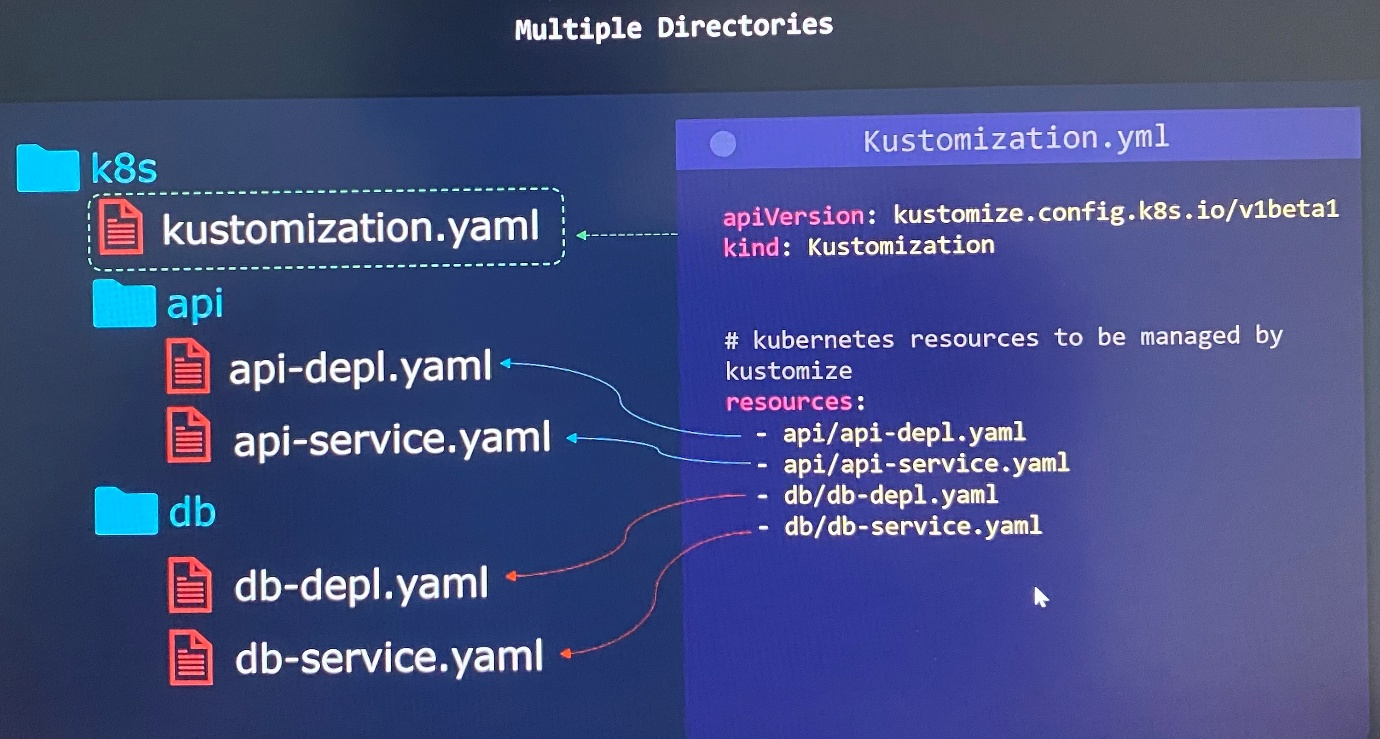 Multiple Directories
k8s
kustomization.yaml
api
api-depl.yaml
api-service.yaml
db
db-depl.yaml
db-service.yaml
Kustomization.yml
apiVersion: kustomize.config.k8s.io/v1beta1
kind: Kustomization
# kubernetes resources to be managed by
kustomize
resources:
- api/api-depl.yaml
- api/api-service.yaml
- db/db-depl.yaml
- db/db-service.yaml